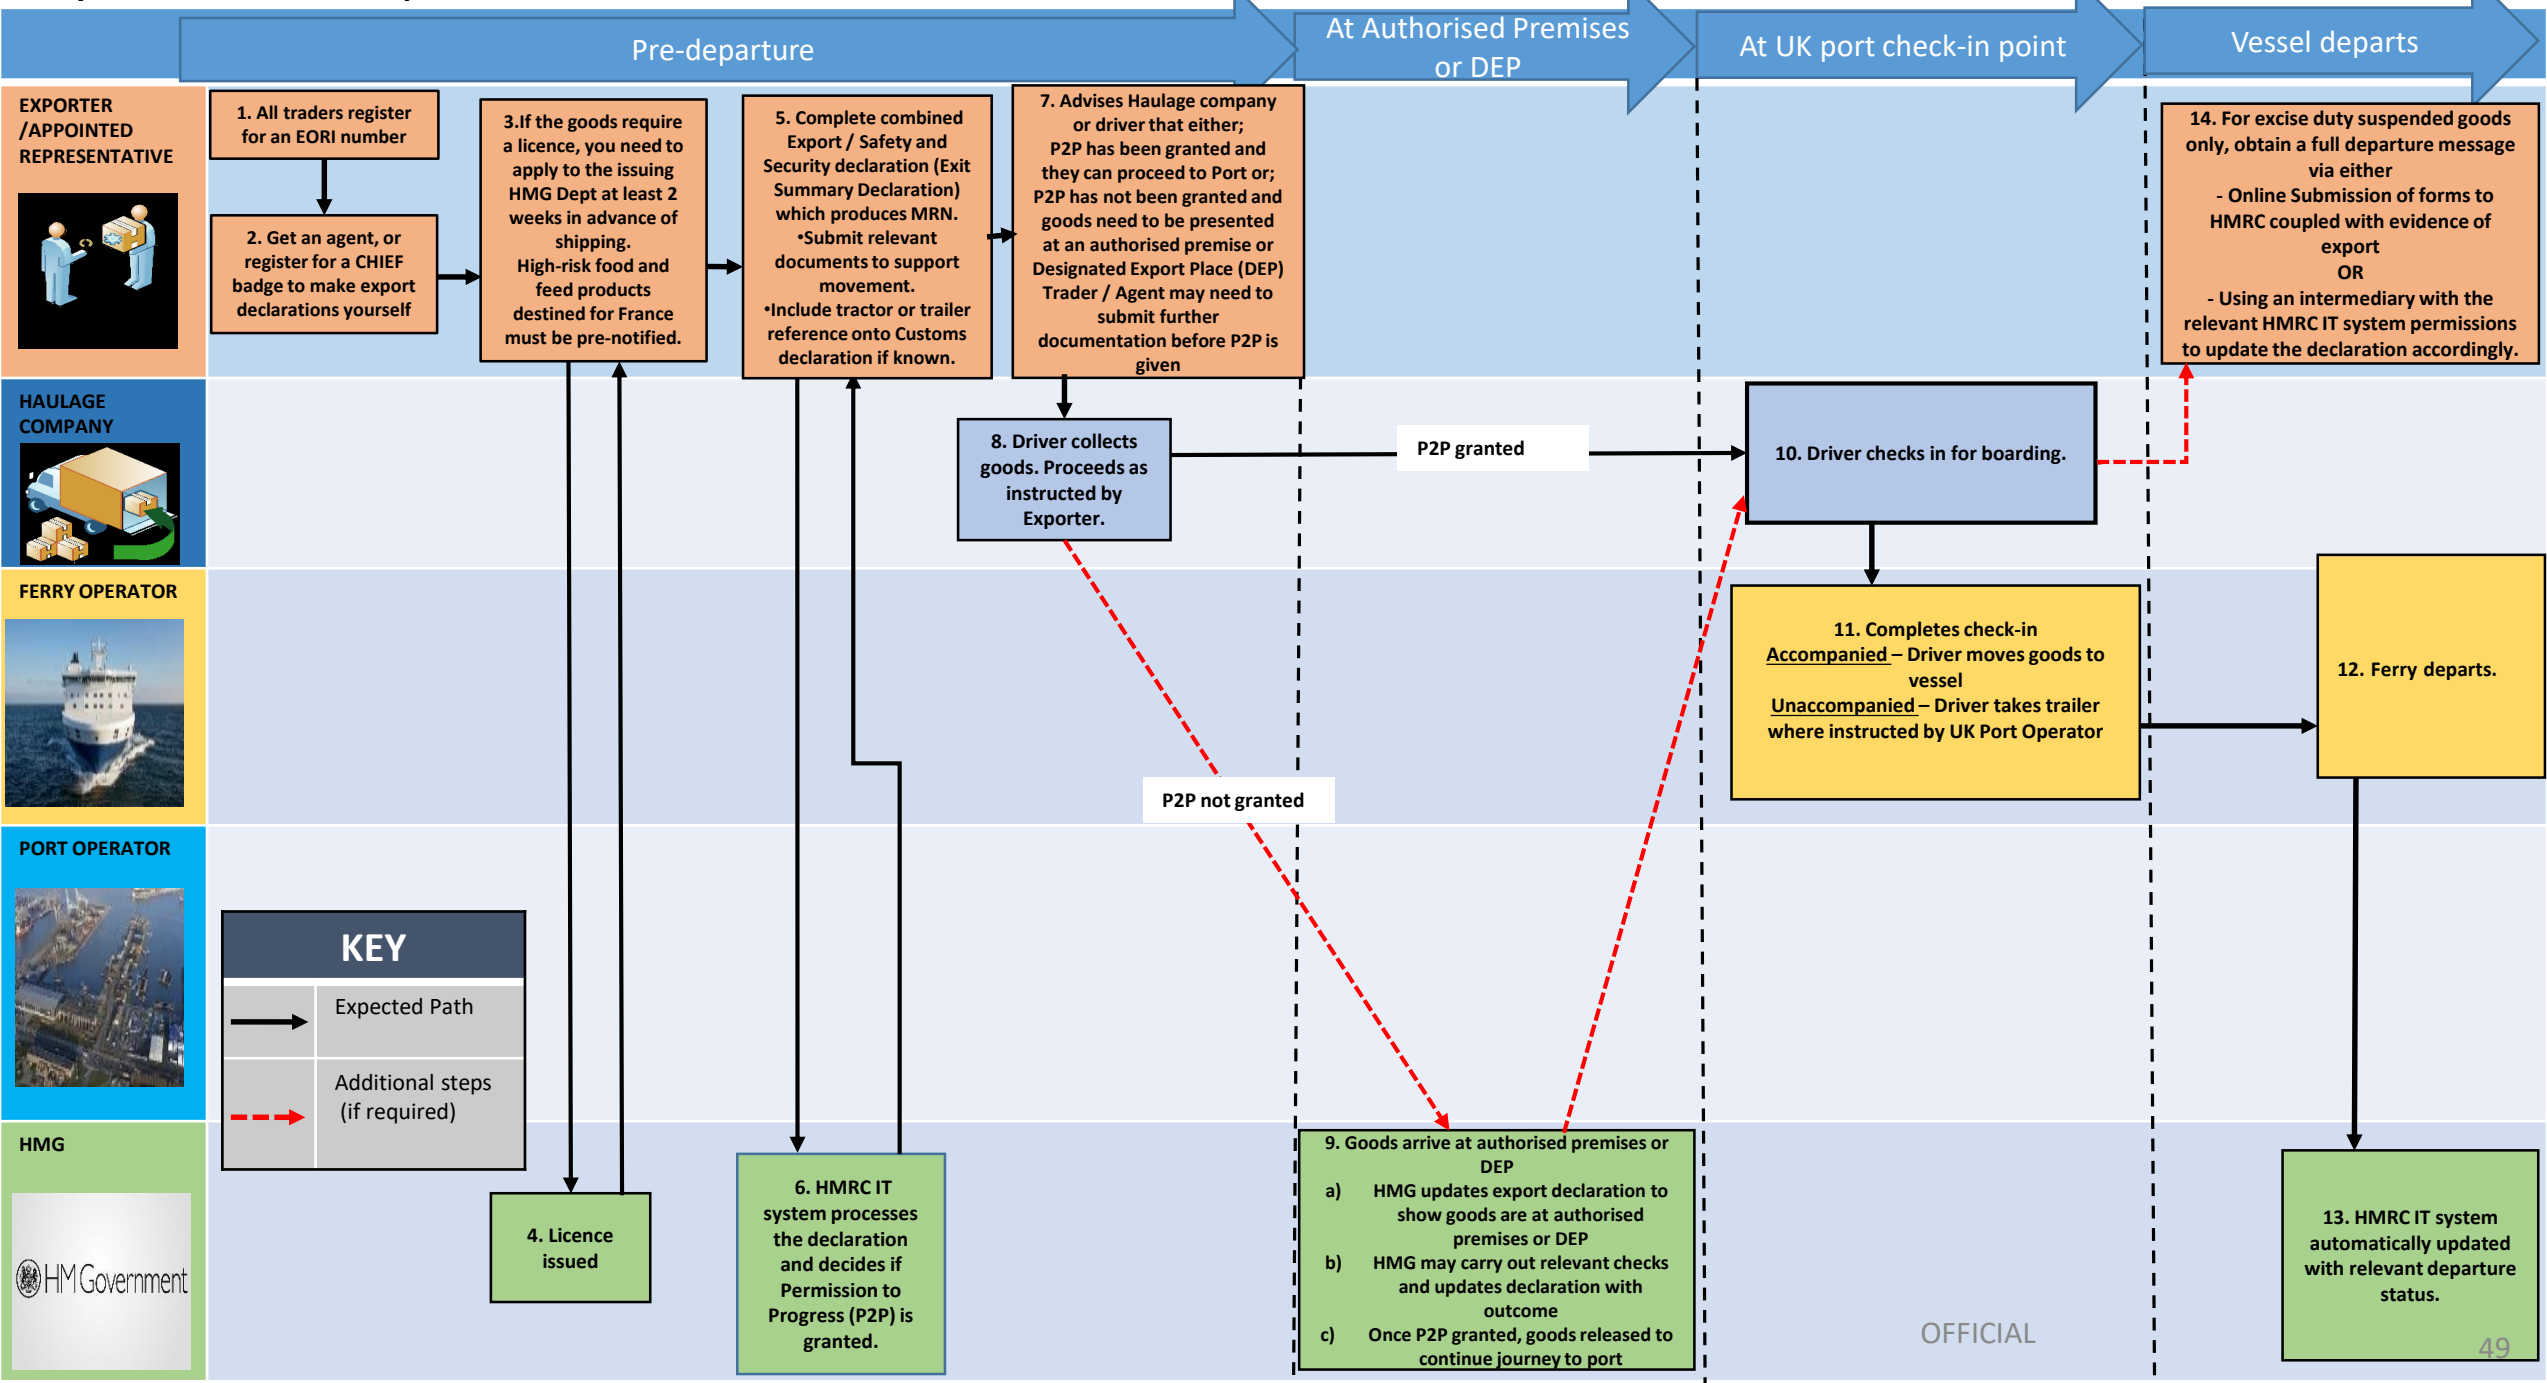 Pre-departure
At Authorised Premises
or DEP
At UK port check-in point
Vessel departs
EXPORTER
/APPOINTED
REPRESENTATIVE
1. All traders register
for an EORI number
2. Get an agent, or
register for a CHIEF
badge to make export
declarations yourself
3.If the goods require
a licence, you need to
apply to the issuing
HMG Dept at least 2
weeks in advance of
shipping.
High-risk food and
feed products
destined for France
must be pre-notified.
5. Complete combined
Export / Safety and
Security declaration (Exit
Summary Declaration)
which produces MRN.
•Submit relevant
documents to support
movement.
•Include tractor or trailer
reference onto Customs
declaration if known.
7. Advises Haulage company
or driver that either;
P2P has been granted and
they can proceed to Port or;
P2P has not been granted and
goods need to be presented
at an authorised premise or
Designated Export Place (DEP)
Trader / Agent may need to
submit further
documentation before P2P is
given
14. For excise duty suspended goods
only, obtain a full departure message
via either
- Online Submission of forms to
HMRC coupled with evidence of
export
OR
- Using an intermediary with the
relevant HMRC IT system permissions
to update the declaration accordingly.
HAULAGE
COMPANY
8. Driver collects
goods. Proceeds as
instructed by
Exporter.
P2P granted
10. Driver checks in for boarding.
FERRY OPERATOR
11. Completes check-in
Accompanied – Driver moves goods to
vessel
Unaccompanied – Driver takes trailer
where instructed by UK Port Operator
12. Ferry departs.
P2P not granted
PORT OPERATOR
KEY
Expected Path
Additional steps
(if required)
HMG
HM Government
4. Licence
issued
6. HMRC IT
system processes
the declaration
and decides if
Permission to
Progress (P2P) is
granted.
9. Goods arrive at authorised premises or
DEP
a) HMG updates export declaration to
show goods are at authorised
premises or DEP
b) HMG may carry out relevant checks
and updates declaration with
outcome
c) Once P2P granted, goods released to
continue journey to port
13. HMRC IT system
automatically updated
with relevant departure
status.
OFFICIAL
49